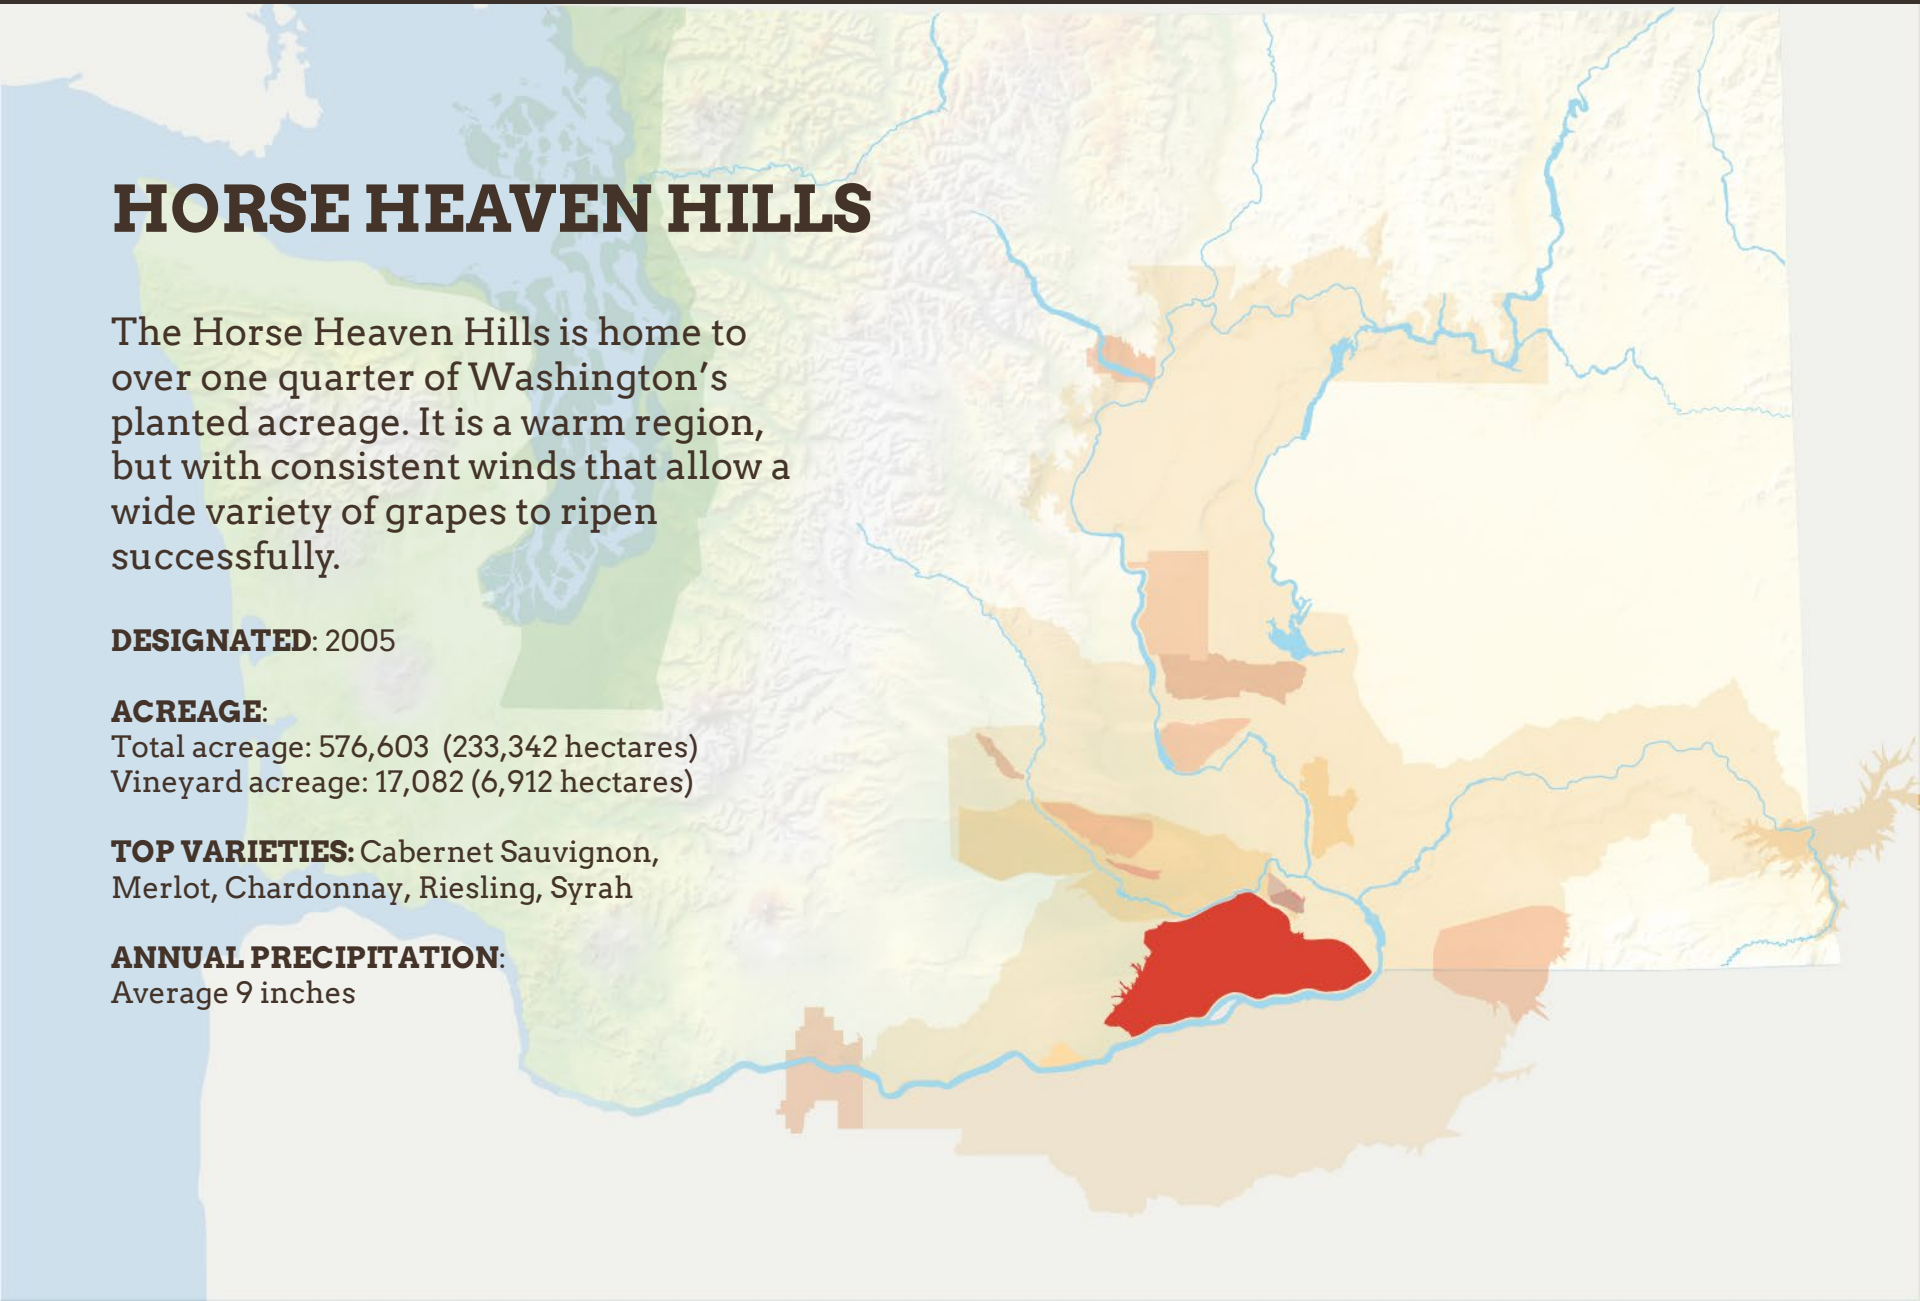 HORSE HEAVEN HILLS
The Horse Heaven Hills is home to
over one quarter of Washington’s
planted acreage. It is a warm region,
but with consistent winds that allow a
wide variety of grapes to ripen
successfully.
DESIGNATED: 2005
ACREAGE:
Total acreage: 576,603 (233,342 hectares)
Vineyard acreage: 17,082 (6,912 hectares)
TOP VARIETIES: Cabernet Sauvignon,
Merlot, Chardonnay, Riesling, Syrah
ANNUAL PRECIPITATION:
Average 9 inches